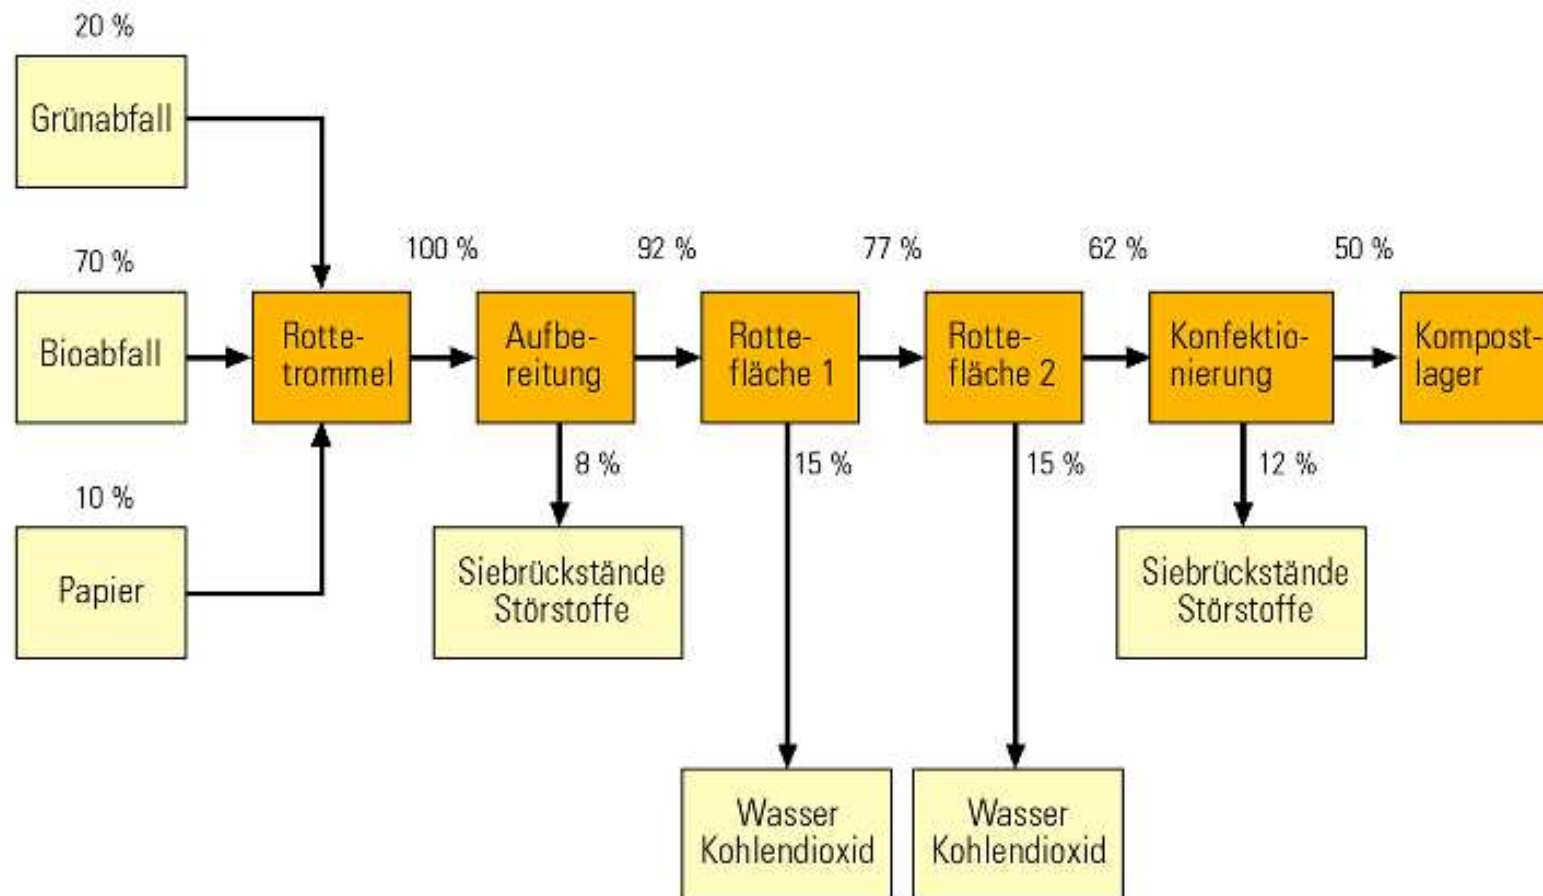 20 %
Grünabfall
70 %
Bioabfall
10 %
Papier
Rotte-
trommel
100 %
Aufbe-
reitung
8 %
Siebrückstände
Störstoffe
92 %
Rotte-
fläche 1
15 %
Wasser
Kohlendioxid
77 %
Rotte-
fläche 2
15 %
Wasser
Kohlendioxid
62 %
Konfektio-
nierung
12 %
Siebrückstände
Störstoffe
50 %
Kompost-
lager